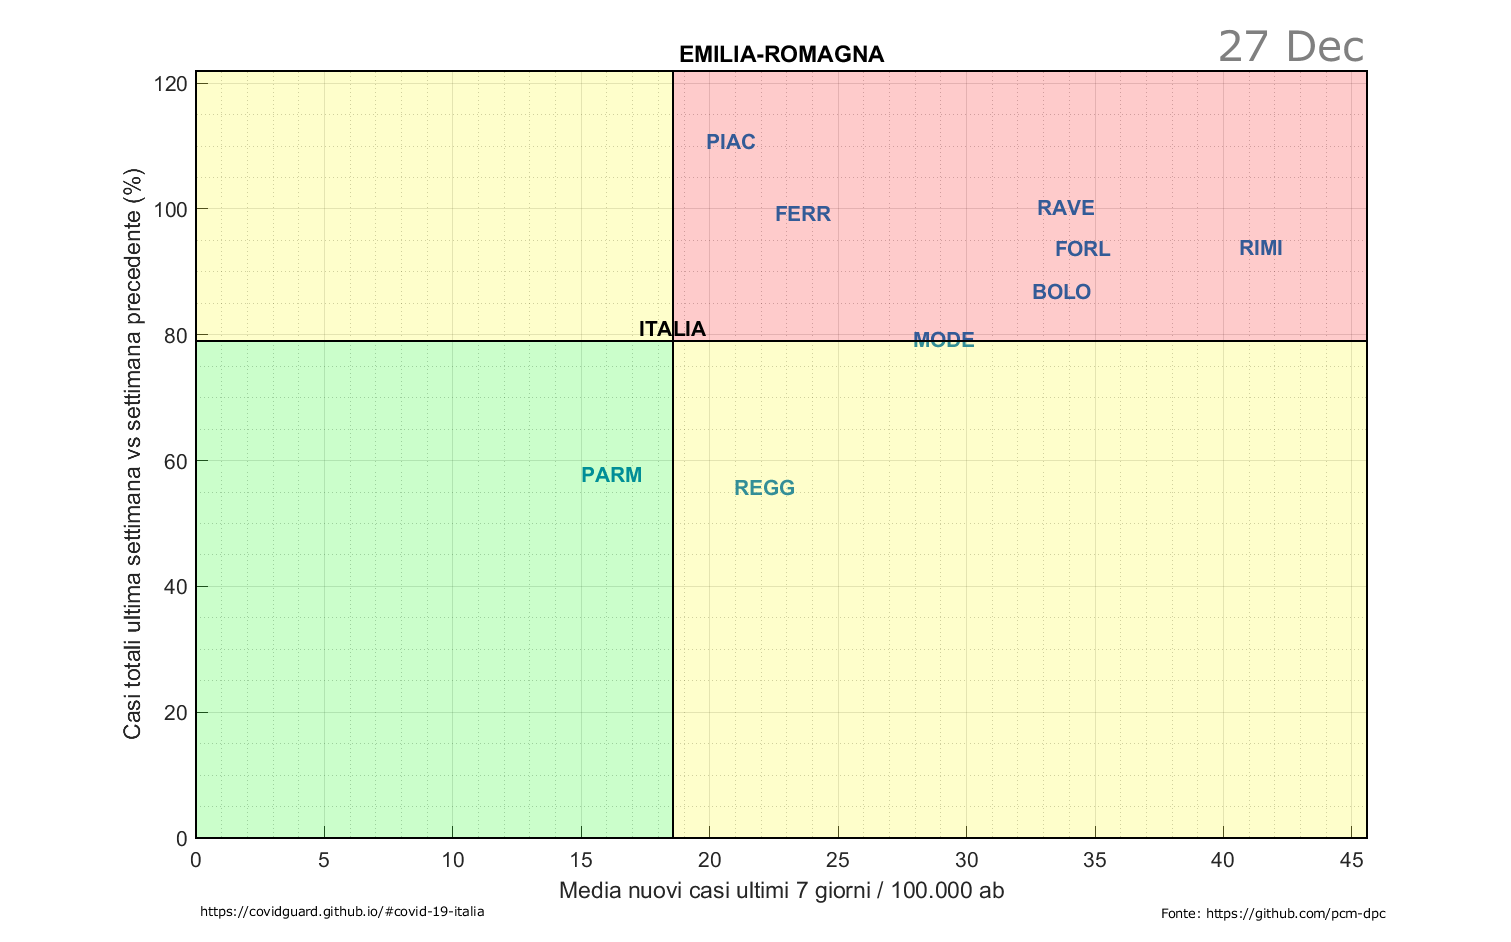 EMILIA-ROMAGNA
27 Dec
Casi totali ultima settimana vs settimana precedente (%)
120
100
80
60
40
20
0
PIAC
FERR
RAVE
FORL
RIMI
BOLO
ITALIA
MODE
PARM
REGG
0 5 10 15 20 25 30 35 40 45
Media nuovi casi ultimi 7 giorni / 100.000 ab
https://covidguard.github.io/#covid-19-italia
Fonte: https://github.com/pcm-dpc